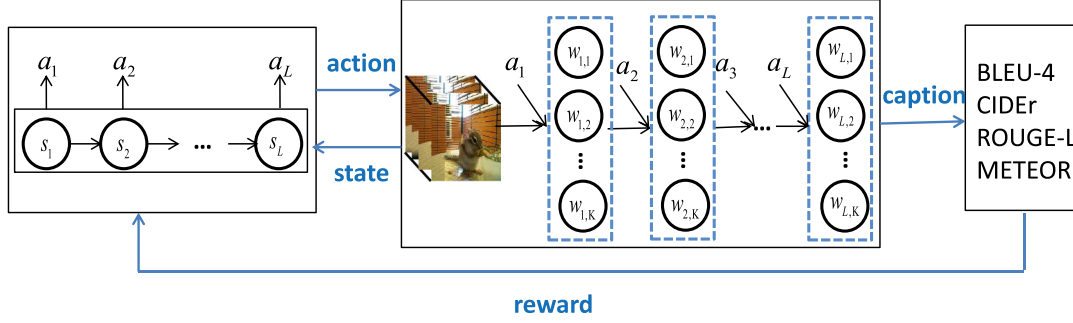 a1 a2 aL
s1 s2 ... sL
action
state
a1 a2 a3 aL
w1,1 w2,1 wL,1
w1,2 w2,2 ... wL,2
w1,K w2,K wL,K
caption
BLEU-4
CIDEr
ROUGE-L
METEOR
reward